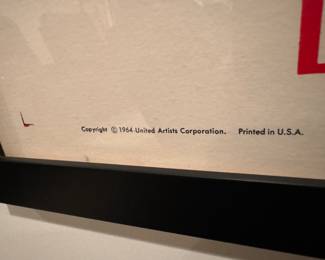 Copyright © 1964 United Artists Corporation. Printed in U.S.A.